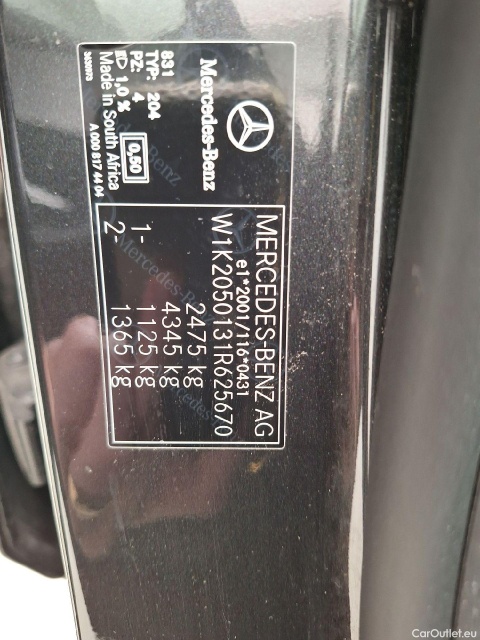 Mercedes-Benz
831
TYP: 204
PZ: 4
1,0 % 0,50
Made in South Africa
A 000 817 44 04
MERCEDES-BENZ AG
e1*2001/116*0431
W1K2050131R625670
2475 kg
4345 kg
1- 1125 kg
2- 1365 kg
CarOutlet.eu